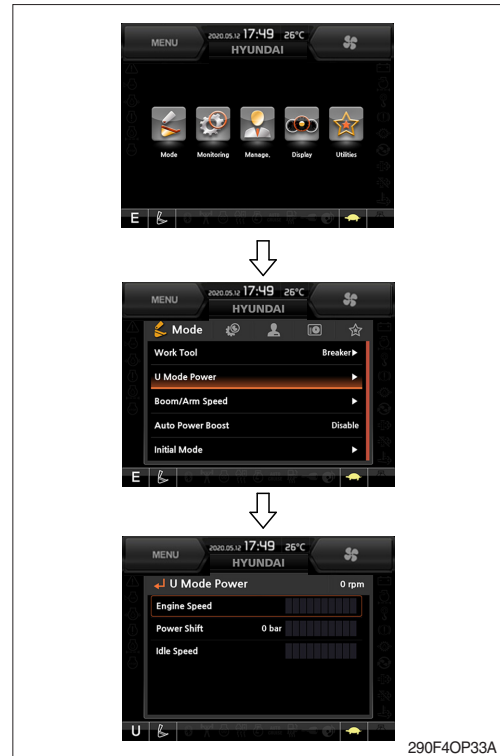 MENU 2020.05.12 17:49 26°C
HYUNDAI
Mode Monitoring Manage. Display Utilities
E
MENU 2020.05.12 17:49 26°C
HYUNDAI
Mode
Work Tool Breaker
U Mode Power
Boom/Arm Speed
Auto Power Boost Disable
Initial Mode
E
MENU 2020.05.12 17:49 26°C
HYUNDAI
U Mode Power 0 rpm
Engine Speed
Power Shift 0 bar
Idle Speed
U
290F4OP33A